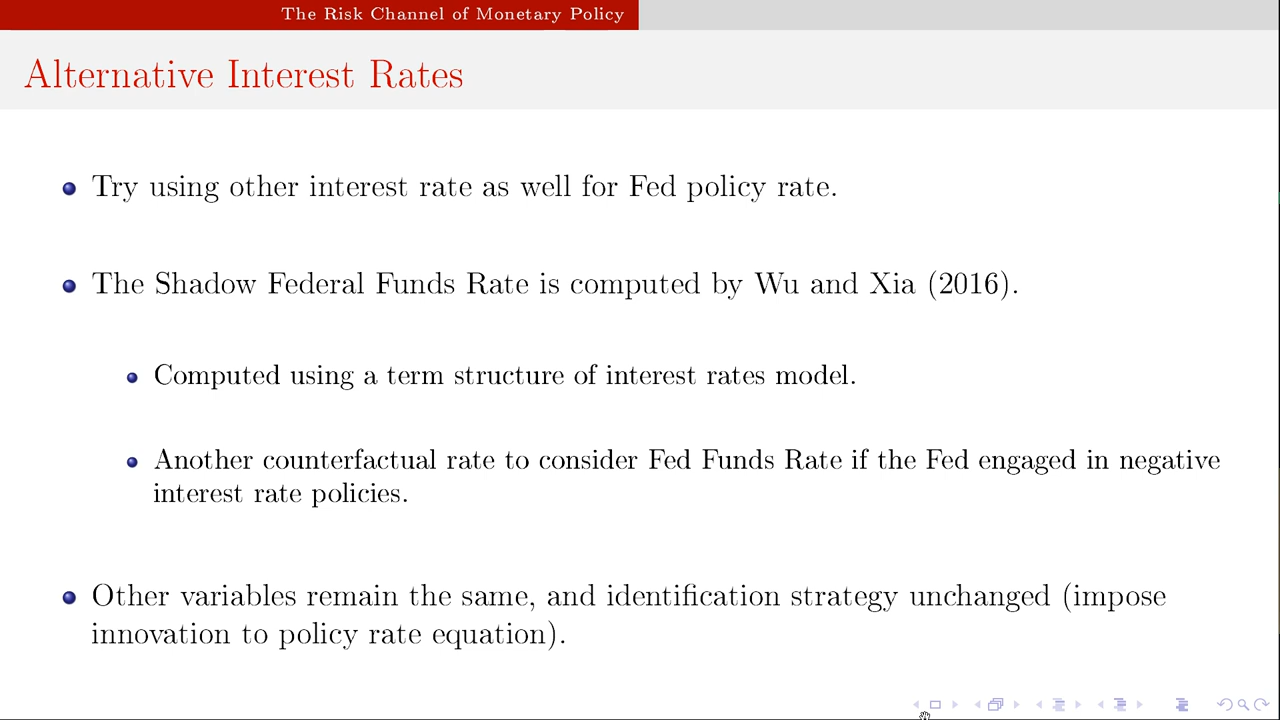 The Risk Channel of Monetary Policy
Alternative Interest Rates
Try using other interest rate as well for Fed policy rate.
The Shadow Federal Funds Rate is computed by Wu and Xia (2016).
Computed using a term structure of interest rates model.
Another counterfactual rate to consider Fed Funds Rate if the Fed engaged in negative
interest rate policies.
Other variables remain the same, and identification strategy unchanged (impose
innovation to policy rate equation).